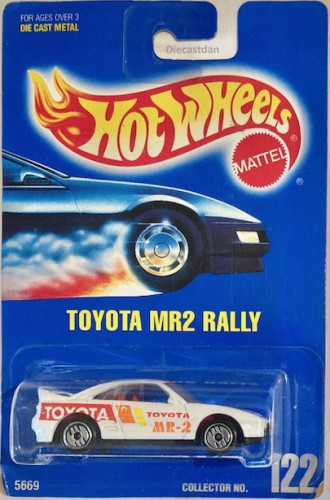 FOR AGES OVER 3
DIE CAST METAL
Diecastdan
HOT WHEELS
®
MATTEL
®
TOYOTA MR2 RALLY
TOYOTA
TOYOTA
MR-2
5669
COLLECTOR NO.
122